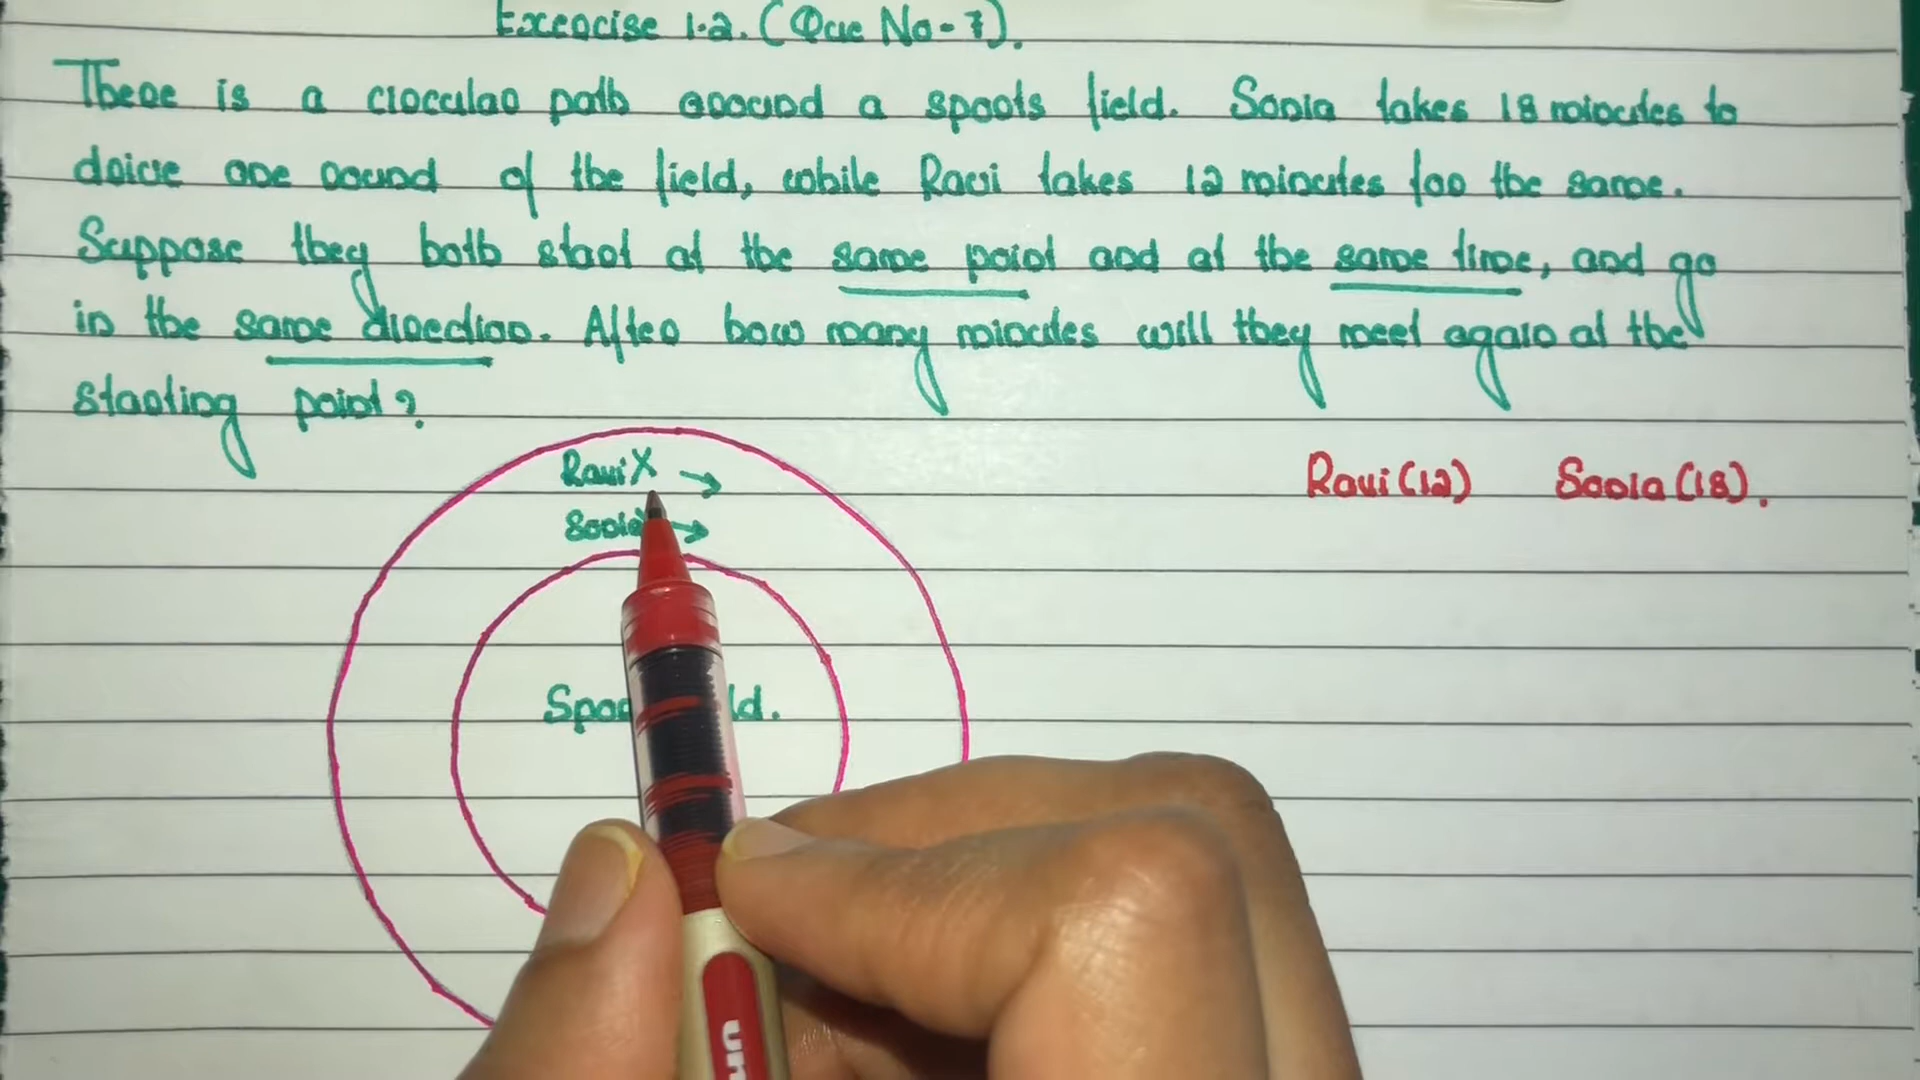 Exercise 1.2. (Que No-7).
There is a circular path around a sports field. Sonia takes 18 minutes to
drive one round of the field, while Ravi takes 12 minutes for the same.
Suppose they both start at the same point and at the same time, and go
in the same direction. After how many minutes will they meet again at the
starting point?
Ravi X →
Ravi (12) Sonia (18).
Sonia →